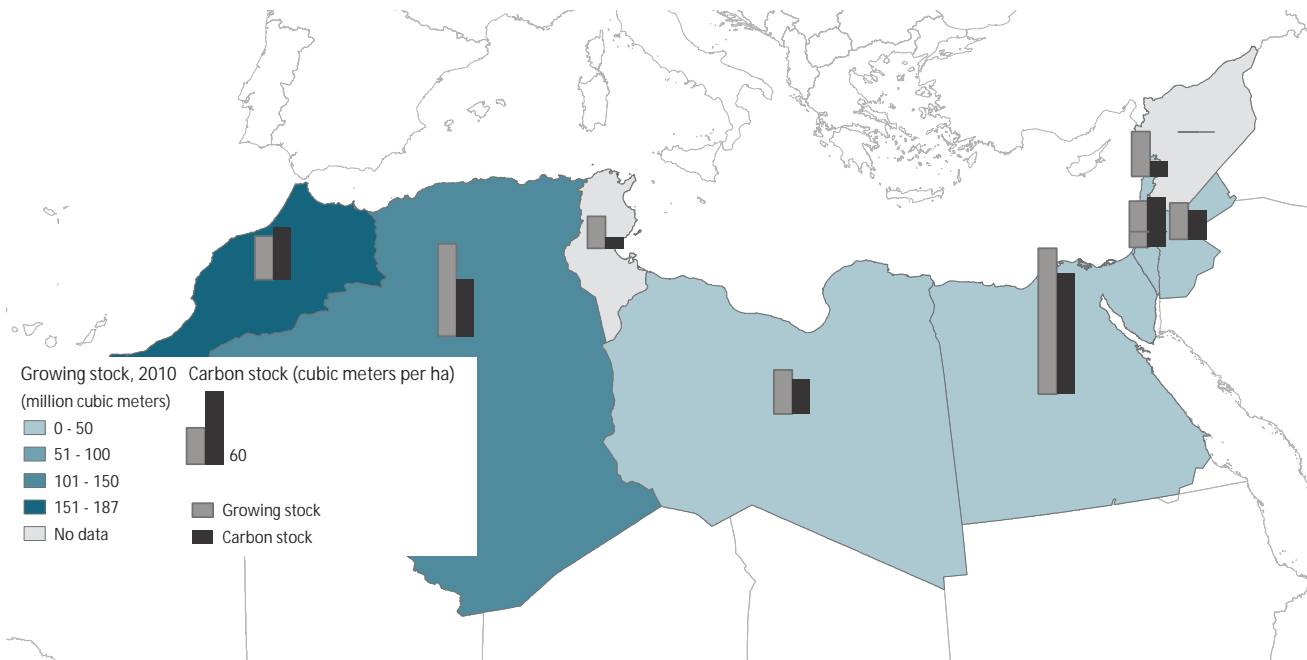 Growing stock, 2010
(million cubic meters)
0 - 50
51 - 100
101 - 150
151 - 187
No data
Carbon stock (cubic meters per ha)
60
Growing stock
Carbon stock